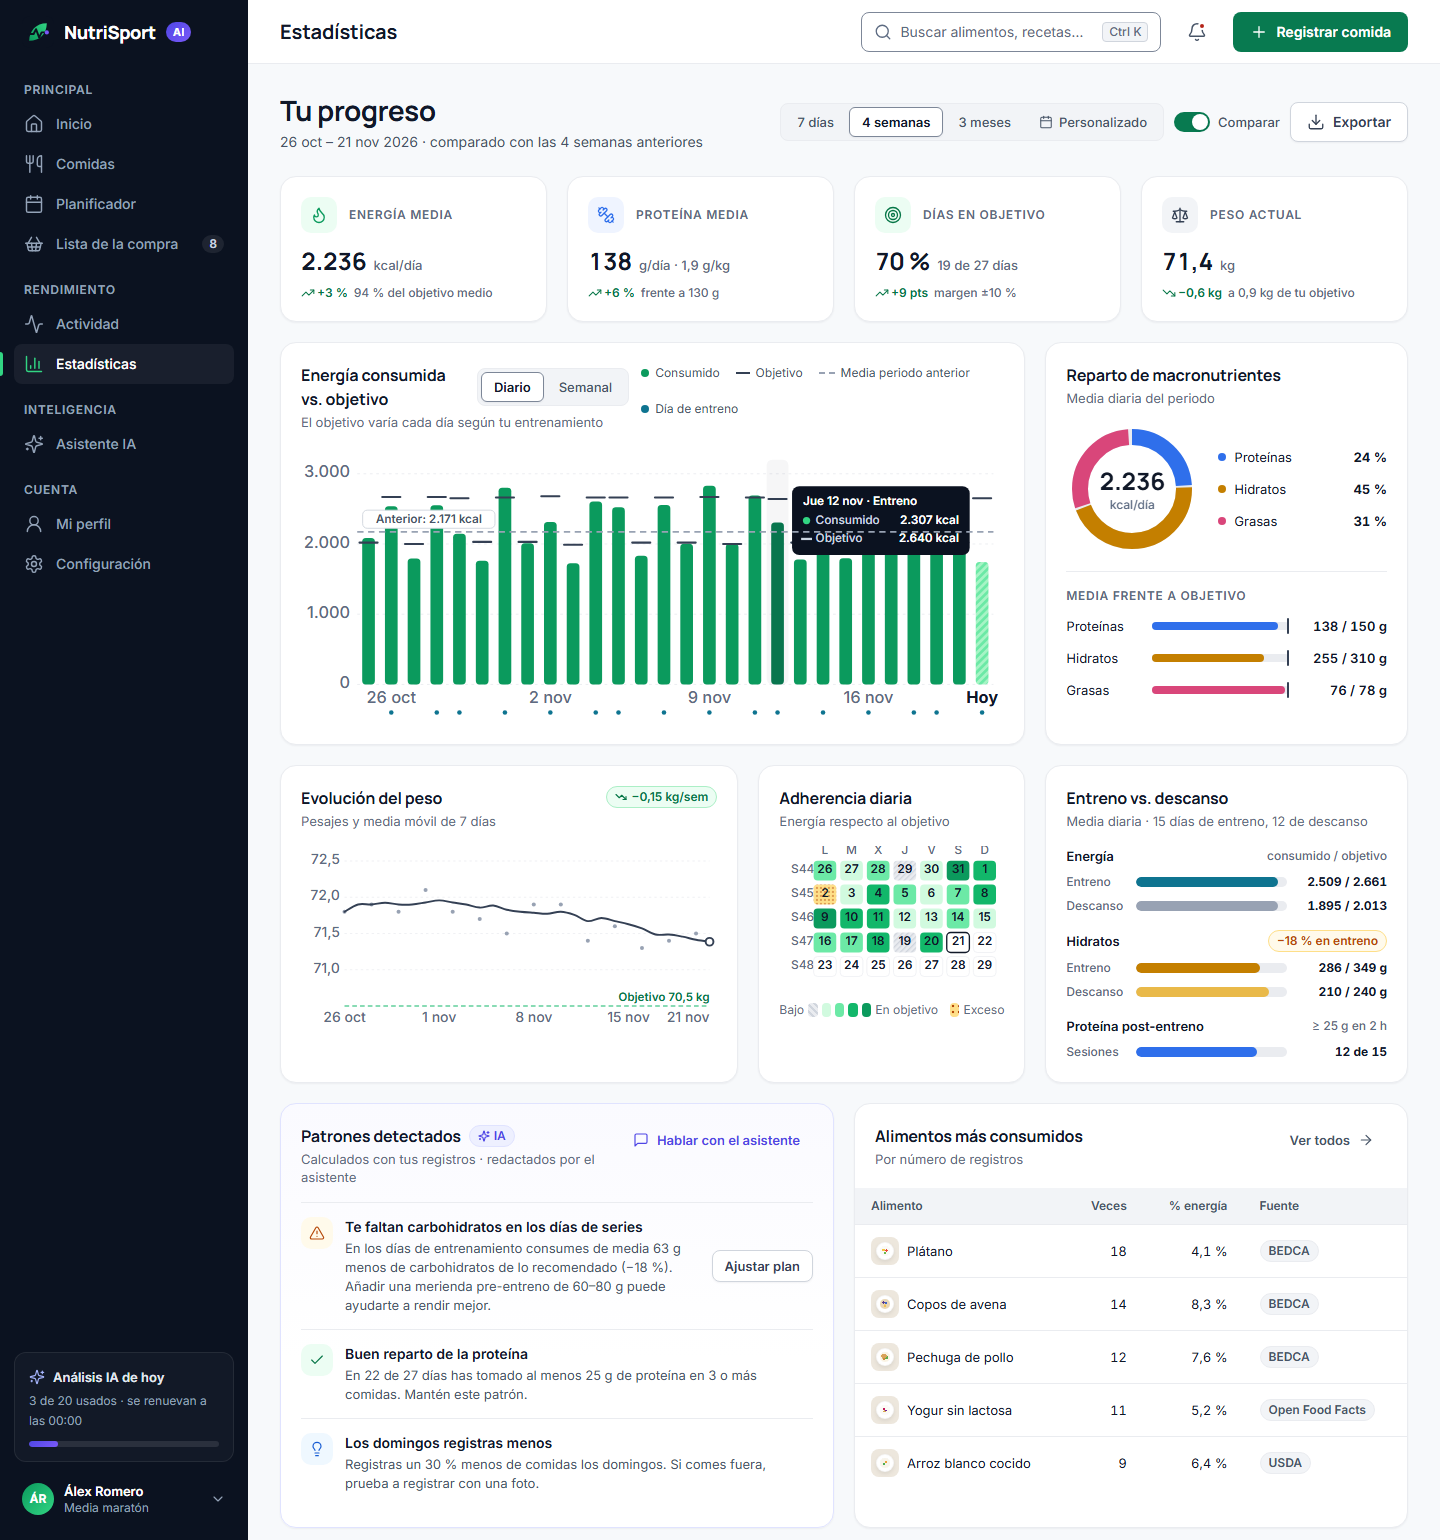 NutriSport AI
PRINCIPAL
Inicio
Comidas
Planificador
Lista de la compra 8
RENDIMIENTO
Actividad
Estadísticas
INTELIGENCIA
Asistente IA
CUENTA
Mi perfil
Configuración
Análisis IA de hoy
3 de 20 usados · se renuevan a
las 00:00
ÁR Álex Romero
Media maratón
Estadísticas
Buscar alimentos, recetas... Ctrl K
Registrar comida
Tu progreso
26 oct – 21 nov 2026 · comparado con las 4 semanas anteriores
7 días 4 semanas 3 meses Personalizado Comparar Exportar
ENERGÍA MEDIA
2.236 kcal/día
+3 % 94 % del objetivo medio
PROTEÍNA MEDIA
138 g/día · 1,9 g/kg
+6 % frente a 130 g
DÍAS EN OBJETIVO
70 % 19 de 27 días
+9 pts margen ±10 %
PESO ACTUAL
71,4 kg
−0,6 kg a 0,9 kg de tu objetivo
Energía consumida
vs. objetivo
El objetivo varía cada día según tu entrenamiento
Diario Semanal
Consumido Objetivo Media periodo anterior
Día de entreno
3.000
2.000
1.000
0
Anterior: 2.171 kcal
Jue 12 nov · Entreno
Consumido 2.307 kcal
Objetivo 2.640 kcal
26 oct 2 nov 9 nov 16 nov Hoy
Reparto de macronutrientes
Media diaria del periodo
2.236
kcal/día
Proteínas 24 %
Hidratos 45 %
Grasas 31 %
MEDIA FRENTE A OBJETIVO
Proteínas 138 / 150 g
Hidratos 255 / 310 g
Grasas 76 / 78 g
Evolución del peso
−0,15 kg/sem
Pesajes y media móvil de 7 días
72,5
72,0
71,5
71,0
Objetivo 70,5 kg
26 oct 1 nov 8 nov 15 nov 21 nov
Adherencia diaria
Energía respecto al objetivo
L M X J V S D
S44 26 27 28 29 30 31 1
S45 2 3 4 5 6 7 8
S46 9 10 11 12 13 14 15
S47 16 17 18 19 20 21 22
S48 23 24 25 26 27 28 29
Bajo En objetivo Exceso
Entreno vs. descanso
Media diaria · 15 días de entreno, 12 de descanso
Energía consumido / objetivo
Entreno 2.509 / 2.661
Descanso 1.895 / 2.013
Hidratos −18 % en entreno
Entreno 286 / 349 g
Descanso 210 / 240 g
Proteína post-entreno ≥ 25 g en 2 h
Sesiones 12 de 15
Patrones detectados IA
Calculados con tus registros · redactados por el
asistente
Hablar con el asistente
Te faltan carbohidratos en los días de series
En los días de entrenamiento consumes de media 63 g
menos de carbohidratos de lo recomendado (−18 %).
Añadir una merienda pre-entreno de 60–80 g puede
ayudarte a rendir mejor.
Ajustar plan
Buen reparto de la proteína
En 22 de 27 días has tomado al menos 25 g de proteína en 3 o más
comidas. Mantén este patrón.
Los domingos registras menos
Registras un 30 % menos de comidas los domingos. Si comes fuera,
prueba a registrar con una foto.
Alimentos más consumidos
Por número de registros
Ver todos
Alimento Veces % energía Fuente
Plátano 18 4,1 % BEDCA
Copos de avena 14 8,3 % BEDCA
Pechuga de pollo 12 7,6 % BEDCA
Yogur sin lactosa 11 5,2 % Open Food Facts
Arroz blanco cocido 9 6,4 % USDA